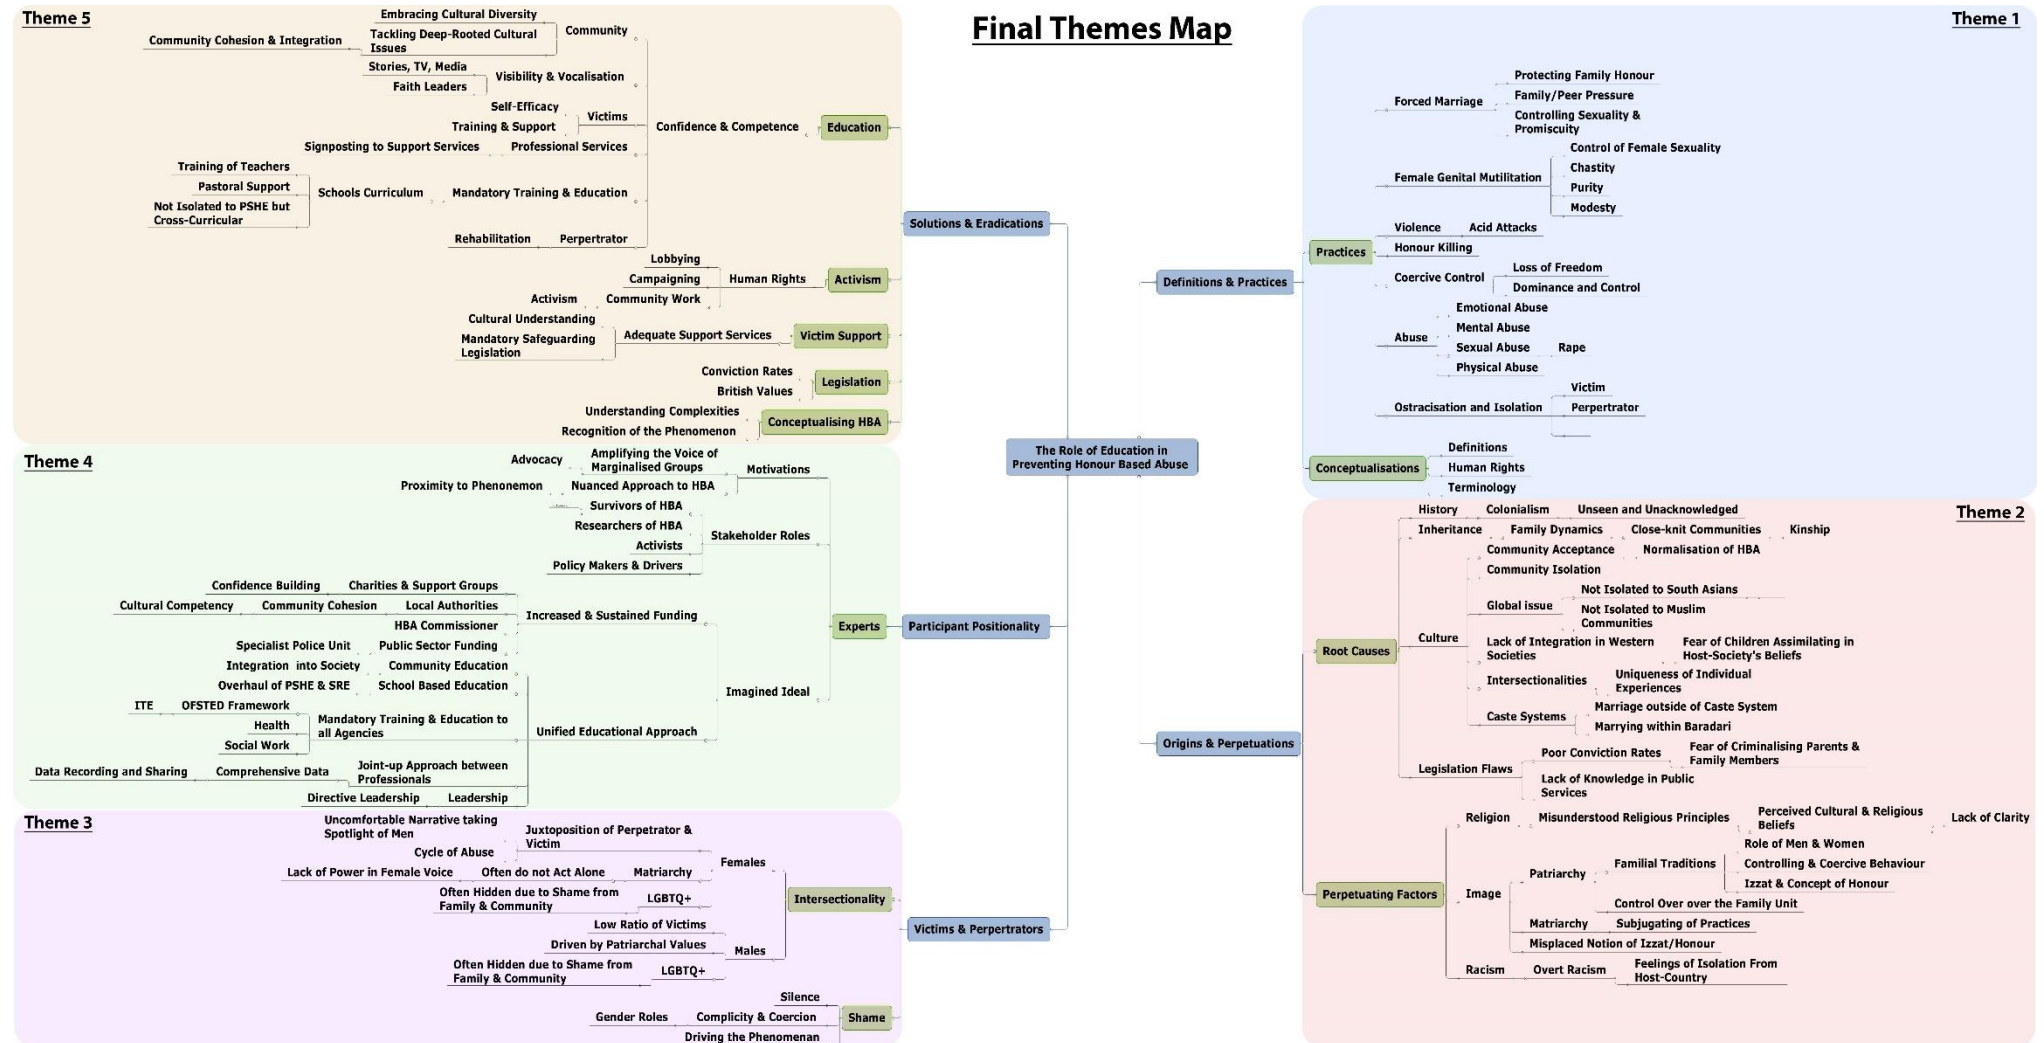 Final Themes Map
Theme 5
Embracing Cultural Diversity
Community
Tackling Deep-Rooted Cultural
Issues
Community Cohesion & Integration
Stories, TV, Media
Visibility & Vocalisation
Faith Leaders
Self-Efficacy
Victims
Training & Support
Confidence & Competence
Education
Signposting to Support Services
Professional Services
Training of Teachers
Pastoral Support
Schools Curriculum
Mandatory Training & Education
Not Isolated to PSHE but
Cross-Curricular
Rehabilitation
Perpertrator
Solutions & Eradications
Lobbying
Campaigning
Human Rights
Activism
Activism
Community Work
Cultural Understanding
Adequate Support Services
Victim Support
Mandatory Safeguarding
Legislation
Conviction Rates
Legislation
British Values
Understanding Complexities
Conceptualising HBA
Recognition of the Phenomenon
Theme 4
Advocacy
Amplifying the Voice of
Marginalised Groups
Motivations
Proximity to Phenonemon
Nuanced Approach to HBA
Survivors of HBA
Researchers of HBA
Stakeholder Roles
Activists
Policy Makers & Drivers
Confidence Building
Charities & Support Groups
Cultural Competency
Community Cohesion
Local Authorities
Increased & Sustained Funding
HBA Commissioner
Experts
Participant Positionality
Specialist Police Unit
Public Sector Funding
Integration into Society
Community Education
Overhaul of PSHE & SRE
School Based Education
Imagined Ideal
ITE
OFSTED Framework
Health
Mandatory Training & Education to
all Agencies
Social Work
Unified Educational Approach
Data Recording and Sharing
Comprehensive Data
Joint-up Approach between
Professionals
Directive Leadership
Leadership
Theme 3
Uncomfortable Narrative taking
Spotlight of Men
Juxtoposition of Perpetrator &
Victim
Cycle of Abuse
Females
Lack of Power in Female Voice
Often do not Act Alone
Matriarchy
Often Hidden due to Shame from
Family & Community
LGBTQ+
Intersectionality
Low Ratio of Victims
Driven by Patriarchal Values
Males
Often Hidden due to Shame from
Family & Community
LGBTQ+
Victims & Perpertrators
Silence
Gender Roles
Complicity & Coercion
Shame
Driving the Phenomenan
The Role of Education in
Preventing Honour Based Abuse
Theme 1
Protecting Family Honour
Forced Marriage
Family/Peer Pressure
Controlling Sexuality &
Promiscuity
Control of Female Sexuality
Chastity
Female Genital Mutilitation
Purity
Modesty
Violence
Acid Attacks
Honour Killing
Practices
Coercive Control
Loss of Freedom
Dominance and Control
Definitions & Practices
Emotional Abuse
Mental Abuse
Abuse
Sexual Abuse
Rape
Physical Abuse
Victim
Ostracisation and Isolation
Perpertrator
Definitions
Conceptualisations
Human Rights
Terminology
Theme 2
History
Colonialism
Unseen and Unacknowledged
Inheritance
Family Dynamics
Close-knit Communities
Kinship
Community Acceptance
Normalisation of HBA
Community Isolation
Not Isolated to South Asians
Global issue
Not Isolated to Muslim
Communities
Culture
Root Causes
Lack of Integration in Western
Societies
Fear of Children Assimilating in
Host-Society's Beliefs
Intersectionalities
Uniqueness of Individual
Experiences
Caste Systems
Marriage outside of Caste System
Marrying within Baradari
Origins & Perpetuations
Legislation Flaws
Poor Conviction Rates
Fear of Criminalising Parents &
Family Members
Lack of Knowledge in Public
Services
Religion
Misunderstood Religious Principles
Perceived Cultural & Religious
Beliefs
Lack of Clarity
Role of Men & Women
Patriarchy
Familial Traditions
Controlling & Coercive Behaviour
Izzat & Concept of Honour
Perpetuating Factors
Image
Control Over over the Family Unit
Matriarchy
Subjugating of Practices
Misplaced Notion of Izzat/Honour
Racism
Overt Racism
Feelings of Isolation From
Host-Country